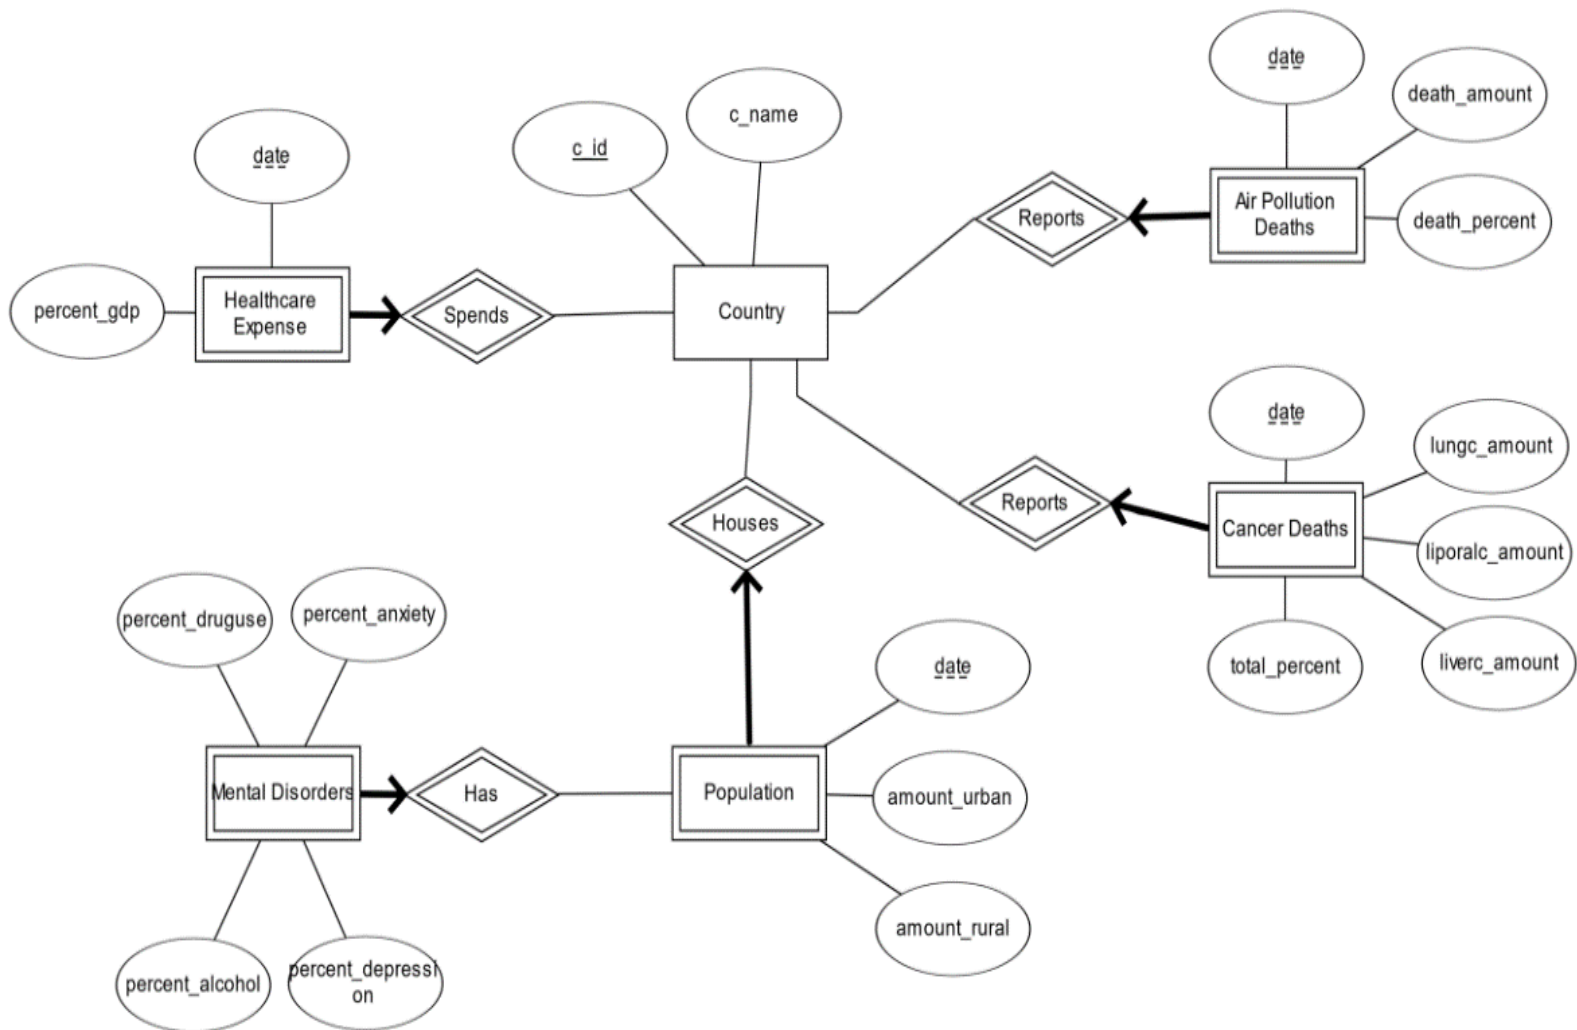 date
death_amount
c_name
c_id
date
Reports
Air Pollution
Deaths
death_percent
percent_gdp
Healthcare
Expense
Spends
Country
date
lungc_amount
Reports
Cancer Deaths
liporalc_amount
Houses
percent_druguse
percent_anxiety
date
total_percent
liverc_amount
Mental Disorders
Has
Population
amount_urban
amount_rural
percent_alcohol
percent_depressi
on